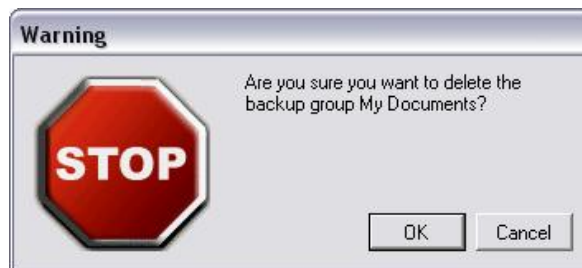 Warning
Are you sure you want to delete the
backup group My Documents?
STOP
OK
Cancel